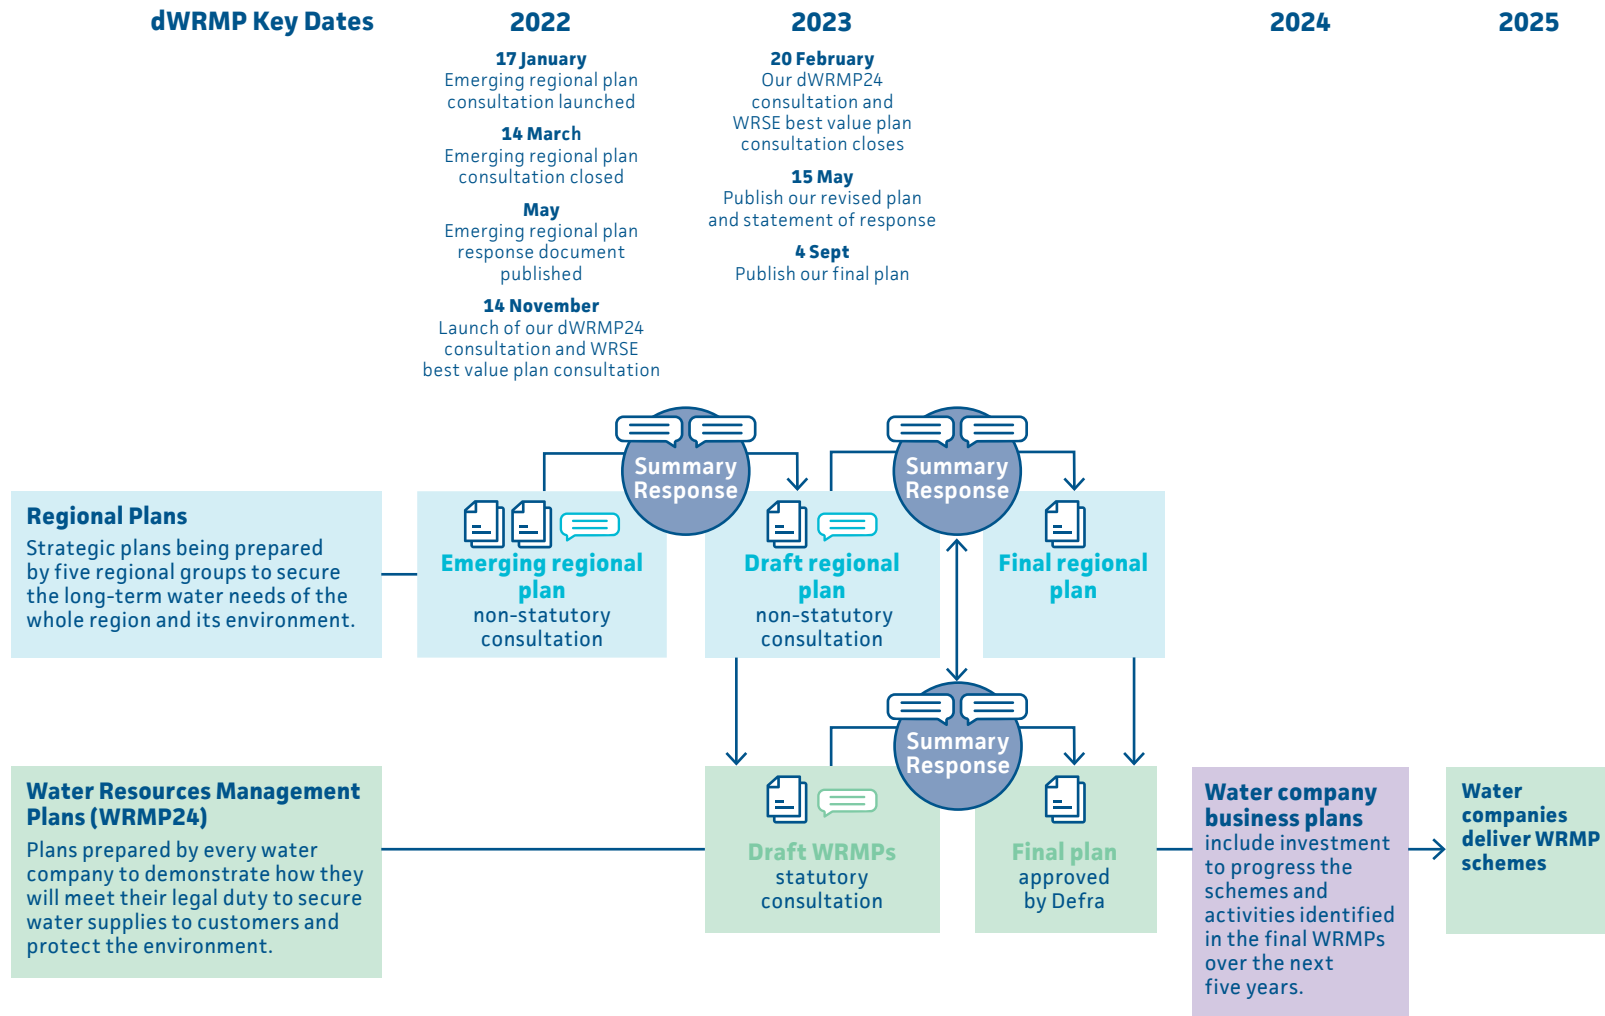 dWRMP Key Dates
2022
2023
2024
2025
17 January
Emerging regional plan
consultation launched
14 March
Emerging regional plan
consultation closed
May
Emerging regional plan
response document
published
14 November
Launch of our dWRMP24
consultation and WRSE
best value plan consultation
20 February
Our dWRMP24
consultation and
WRSE best value plan
consultation closes
15 May
Publish our revised plan
and statement of response
4 Sept
Publish our final plan
Summary
Response
Summary
Response
Regional Plans
Strategic plans being prepared
by five regional groups to secure
the long-term water needs of the
whole region and its environment.
Emerging regional
plan
non-statutory
consultation
Draft regional
plan
non-statutory
consultation
Final regional
plan
Summary
Response
Water Resources Management
Plans (WRMP24)
Plans prepared by every water
company to demonstrate how they
will meet their legal duty to secure
water supplies to customers and
protect the environment.
Draft WRMPs
statutory
consultation
Final plan
approved
by Defra
Water company
business plans
include investment
to progress the
schemes and
activities identified
in the final WRMPs
over the next
five years.
Water
companies
deliver WRMP
schemes